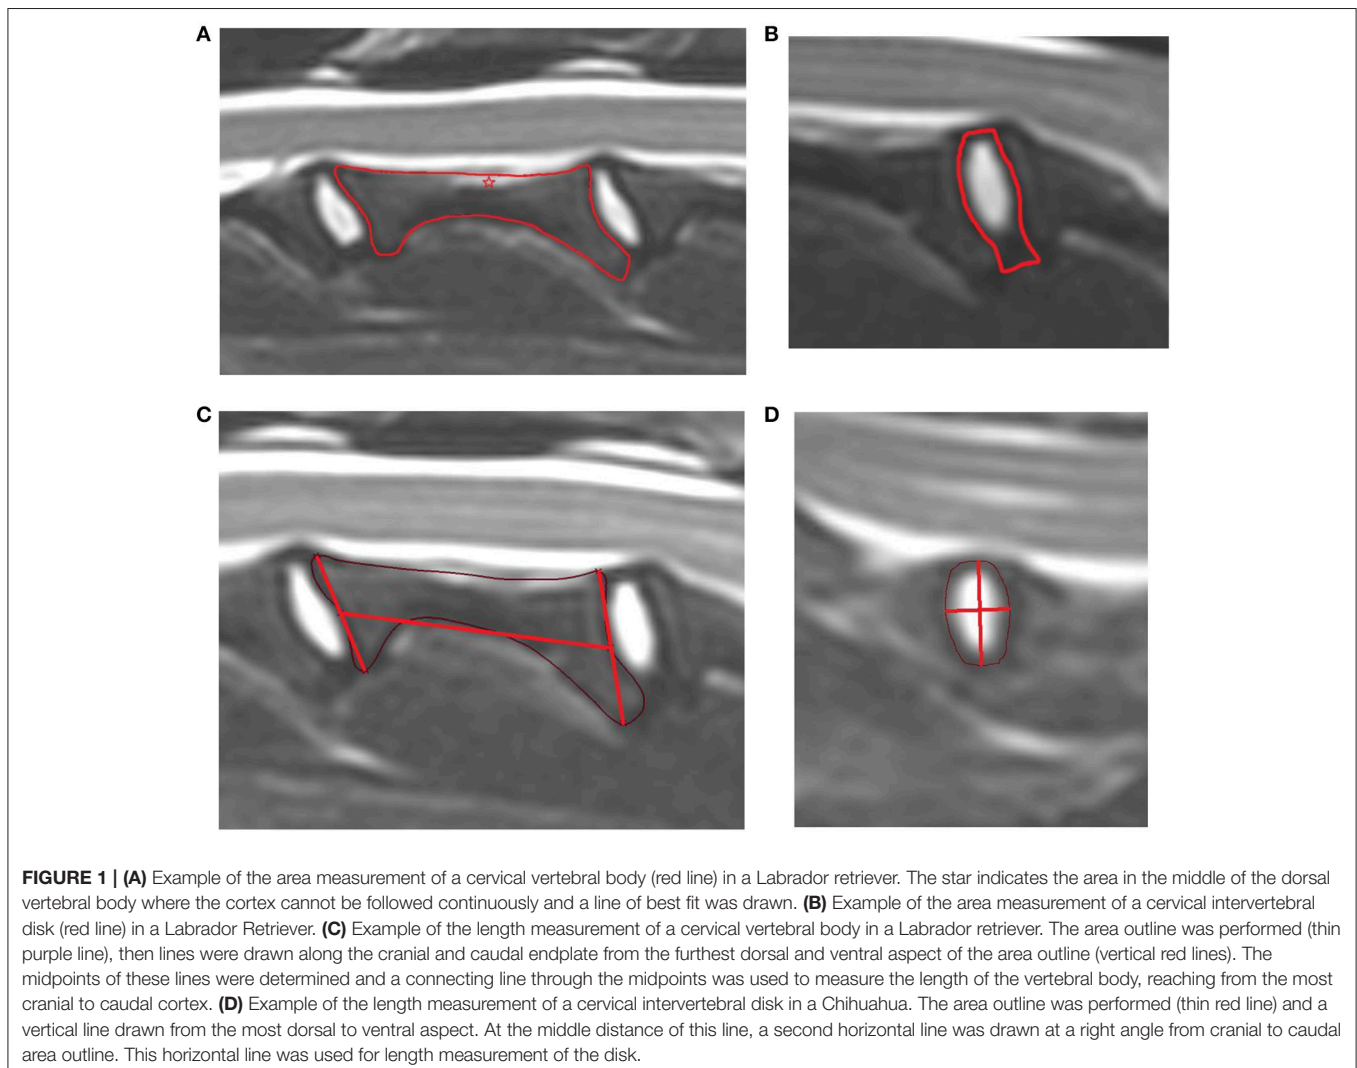 A
B
C
D
FIGURE 1 | (A) Example of the area measurement of a cervical vertebral body (red line) in a Labrador retriever. The star indicates the area in the middle of the dorsal
vertebral body where the cortex cannot be followed continuously and a line of best fit was drawn. (B) Example of the area measurement of a cervical intervertebral
disk (red line) in a Labrador Retriever. (C) Example of the length measurement of a cervical vertebral body in a Labrador retriever. The area outline was performed (thin
purple line), then lines were drawn along the cranial and caudal endplate from the furthest dorsal and ventral aspect of the area outline (vertical red lines). The
midpoints of these lines were determined and a connecting line through the midpoints was used to measure the length of the vertebral body, reaching from the most
cranial to caudal cortex. (D) Example of the length measurement of a cervical intervertebral disk in a Chihuahua. The area outline was performed (thin red line) and a
vertical line drawn from the most dorsal to ventral aspect. At the middle distance of this line, a second horizontal line was drawn at a right angle from cranial to caudal
area outline. This horizontal line was used for length measurement of the disk.